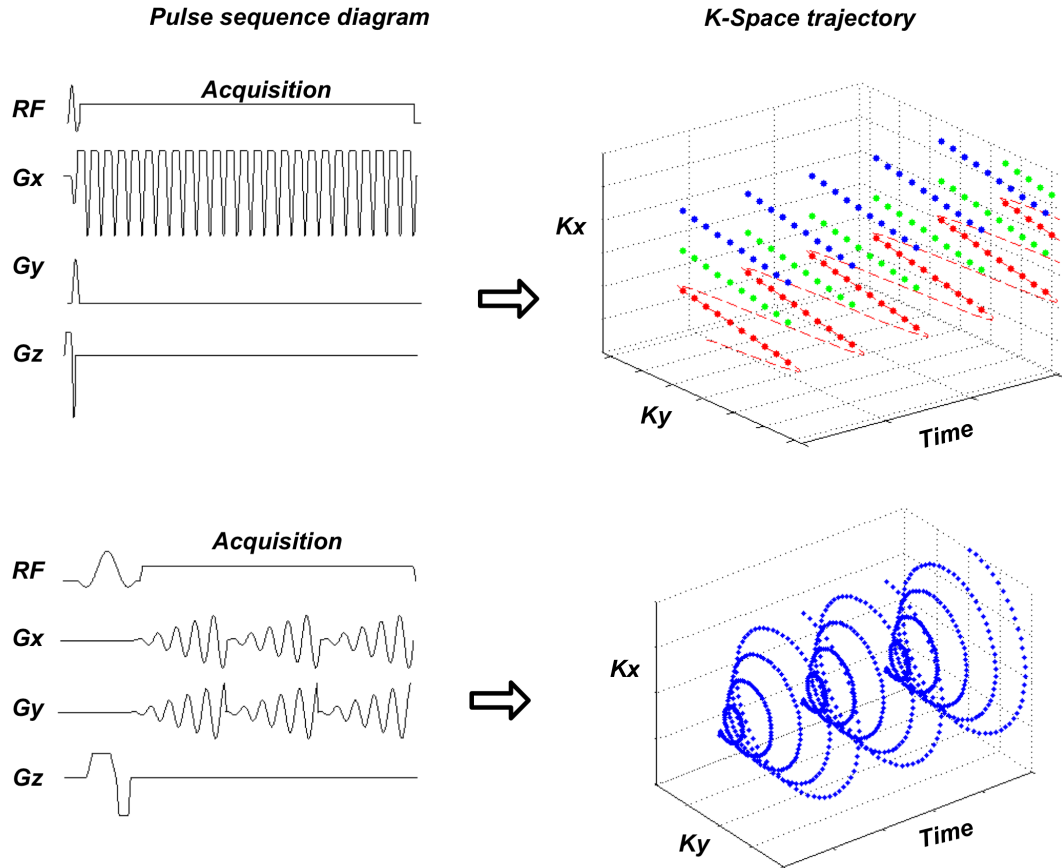 Pulse sequence diagram
K-Space trajectory
RF
Acquisition
Gx
Gy
Gz
Kx
Ky
Time
RF
Acquisition
Gx
Gy
Gz
Kx
Ky
Time